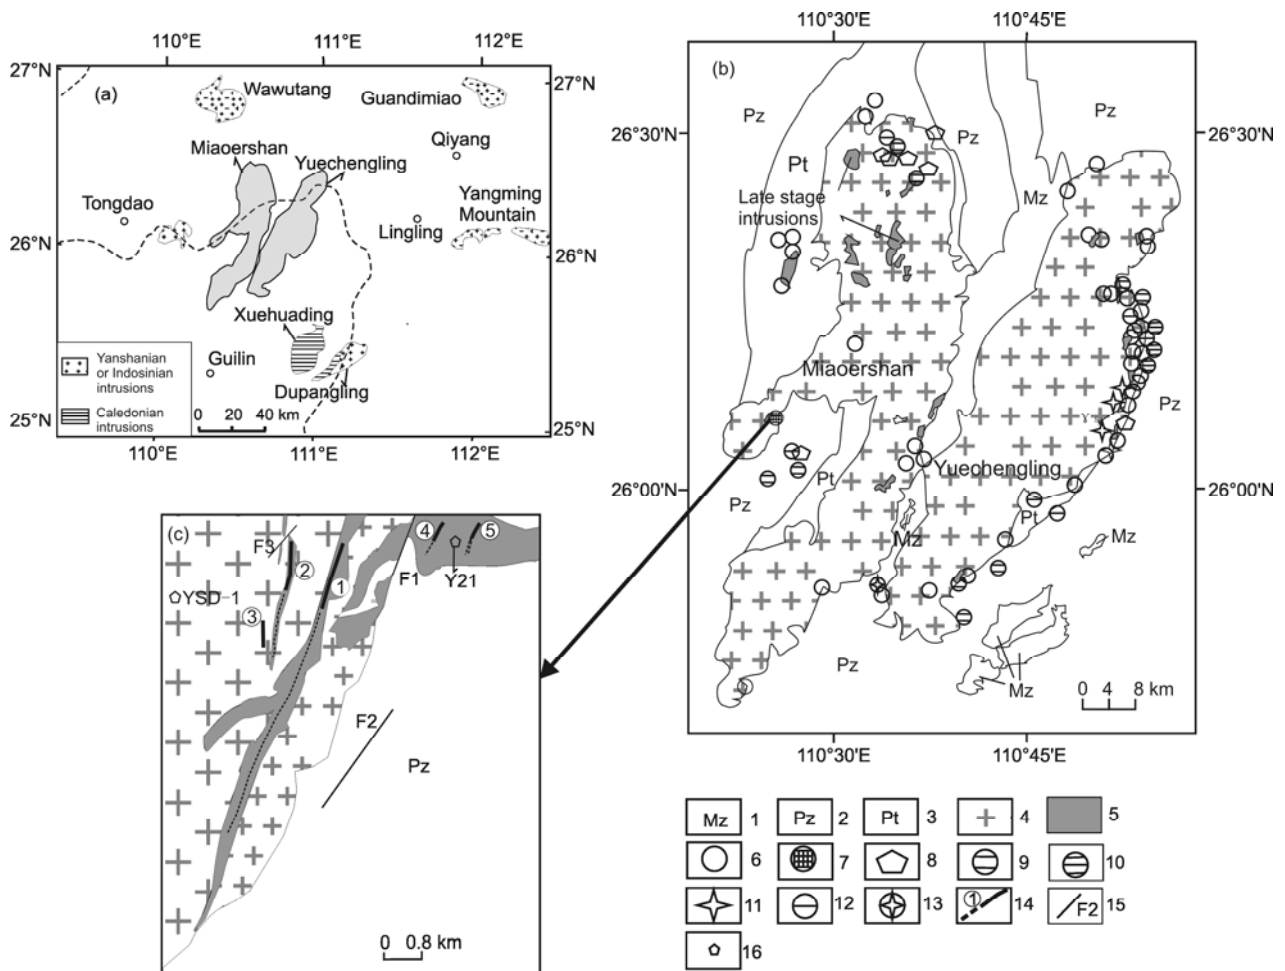 110°E
111°E
112°E
27°N
27°N
(a)
Wawutang
Guandimiao
Miaoershan
Yuechengling
Qiyang
Tongdao
Yangming
Mountain
Lingling
26°N
26°N
Xuehuading
Guilin
Yanshanian
or Indosinian
intrusions
Dupangling
Caledonian
intrusions
0 20 40 km
25°N
25°N
110°E
111°E
112°E
110°30'E
110°45'E
(b)
Pz
Pz
26°30'N
26°30'N
Pz
Pt
Mz
Late stage
intrusions
Miaoershan
Pz
Yuechengling
Pt
26°00'N
26°00'N
Pz
Pt
Mz
Mz
Pz
Mz
0 4 8 km
110°30'E
110°45'E
(c)
F3
④
⑤
②
①
F1
Y21
YSD-1
③
F2
Pz
0 0.8 km
Mz 1
Pz 2
Pt 3
4
5
6
7
8
9
10
11
12
13
① 14
F2 15
16